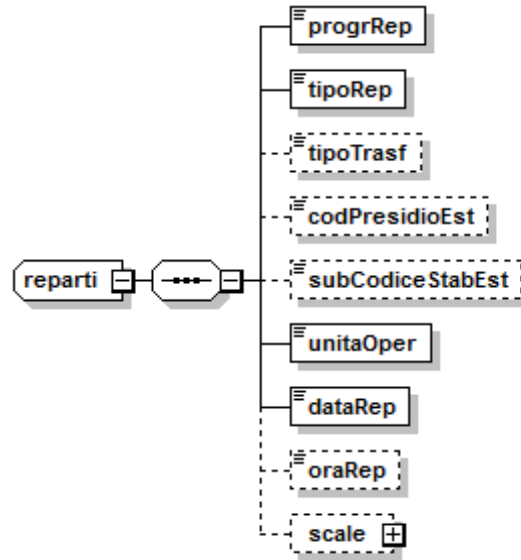 progrRep
tipoRep
tipoTrasf
codPresidioEst
reparti
subCodiceStabEst
unitaOper
dataRep
oraRep
scale